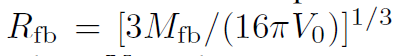 R_fb = [3M_fb/(16πV_0)]^{1/3}